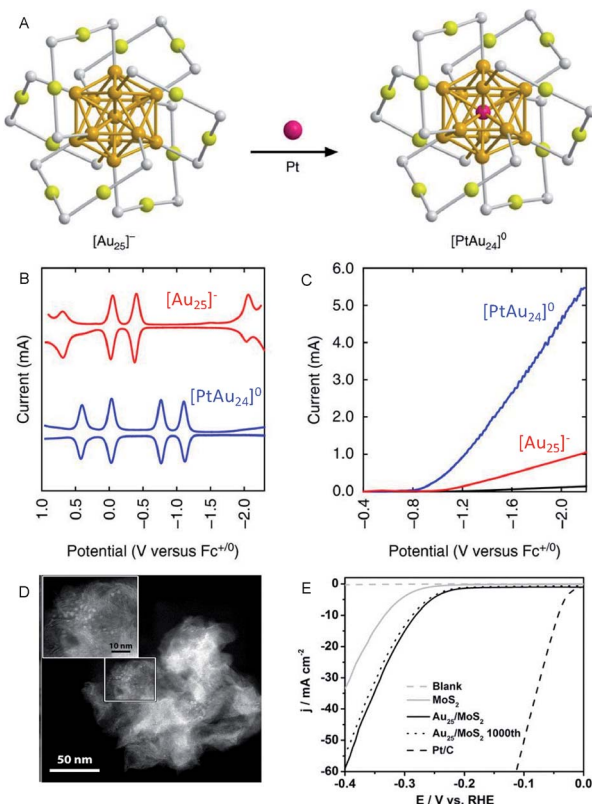 A
Pt
[Au₂₅]⁻
[PtAu₂₄]⁰
B
Current (mA)
[Au₂₅]⁻
[PtAu₂₄]⁰
1.0
0.5
0.0
−0.5
−1.0
−1.5
−2.0
Potential (V versus Fc⁺/⁰)
C
Current (mA)
6.0
5.0
4.0
3.0
2.0
1.0
0.0
[PtAu₂₄]⁰
[Au₂₅]⁻
−0.4
−0.8
−1.2
−1.6
−2.0
Potential (V versus Fc⁺/⁰)
D
10 nm
50 nm
E
j / mA cm⁻²
0
-10
-20
-30
-40
-50
-60
Blank
MoS₂
Au₂₅/MoS₂
Au₂₅/MoS₂ 1000th
Pt/C
-0.4
-0.3
-0.2
-0.1
0.0
E / V vs. RHE